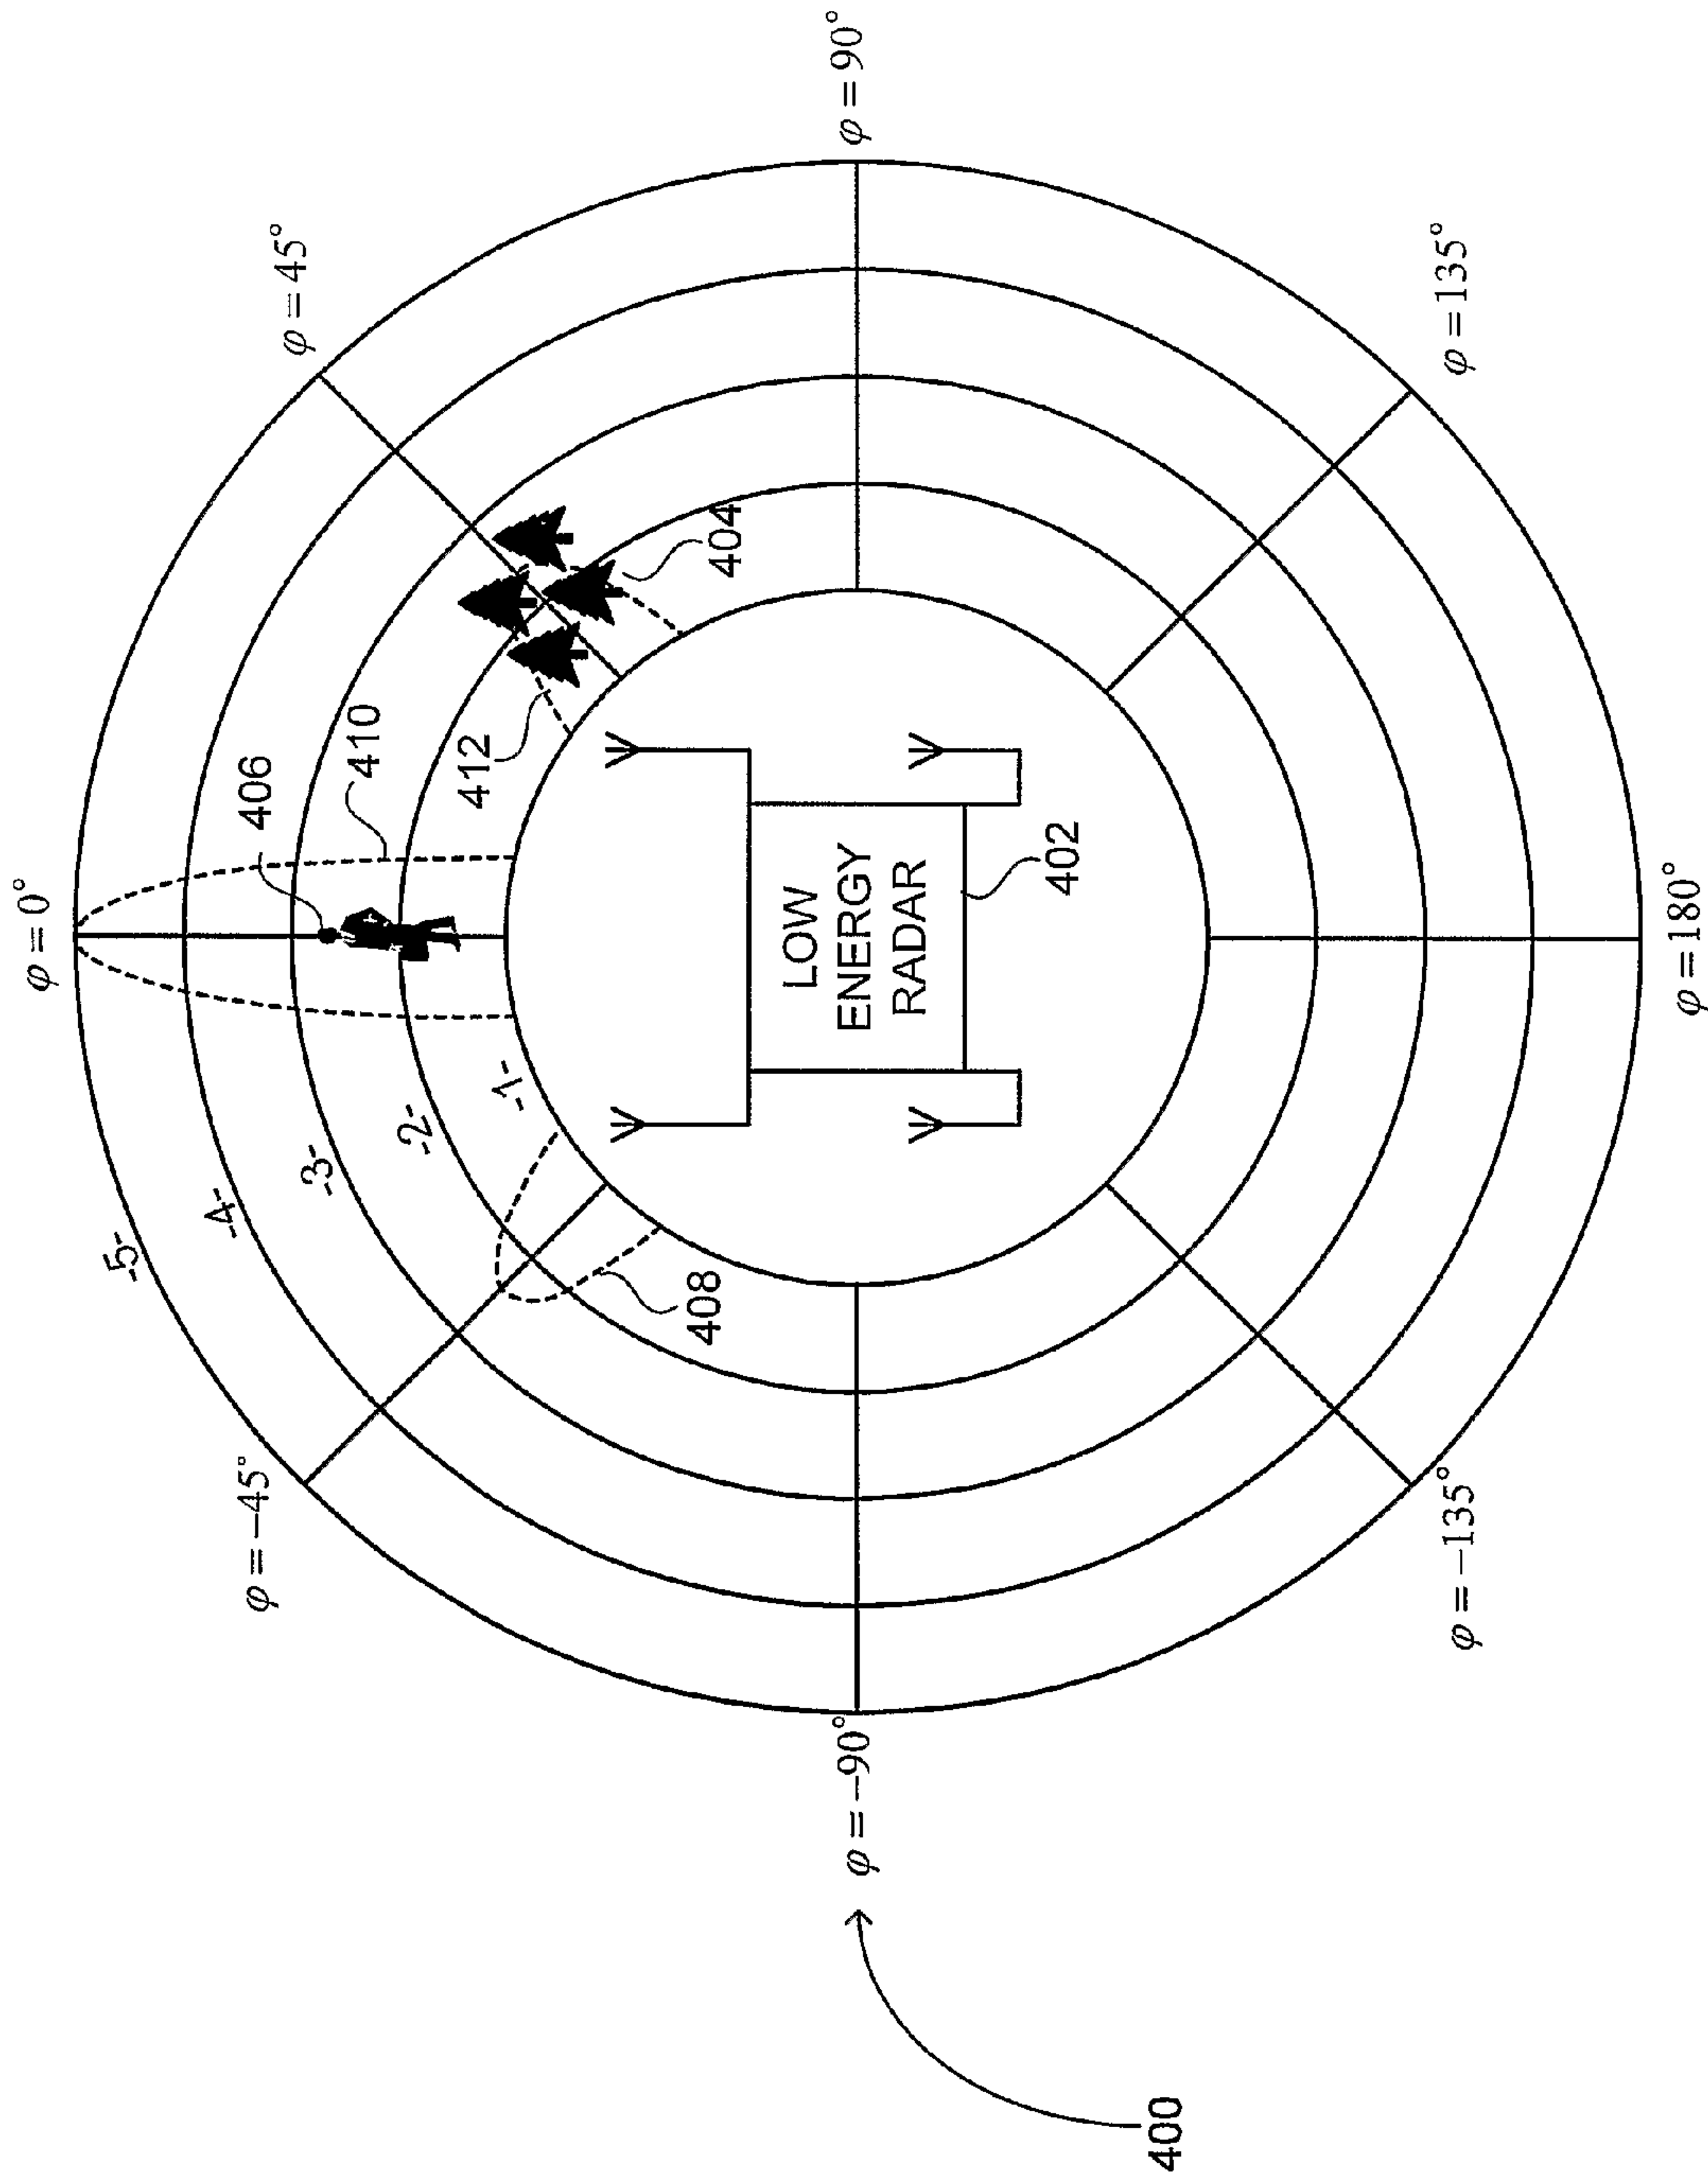 φ = 0°
φ = 45°
φ = 90°
φ = 135°
φ = 180°
φ = −135°
φ = −90°
φ = −45°
-5-
-4-
-3-
-2-
-1-
406
410
412
404
408
LOW
ENERGY
RADAR
402
400